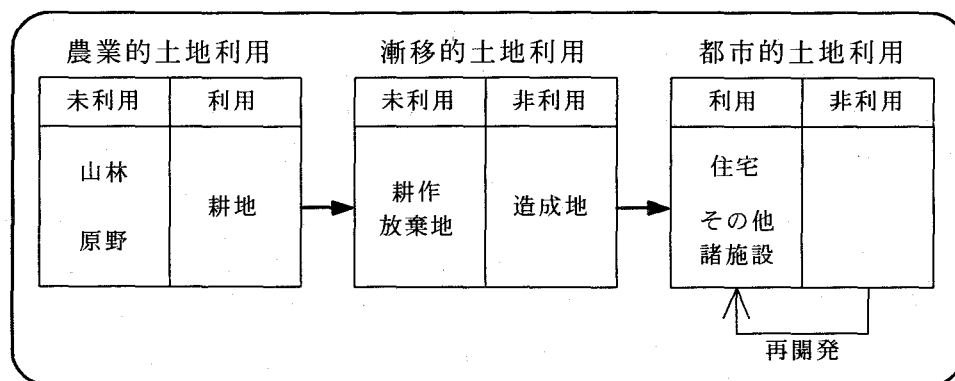 農業的土地利用
未利用
利用
山林
原野
耕地
漸移的土地利用
未利用
非利用
耕作
放棄地
造成地
都市的土地利用
利用
非利用
住宅
その他
諸施設
再開発